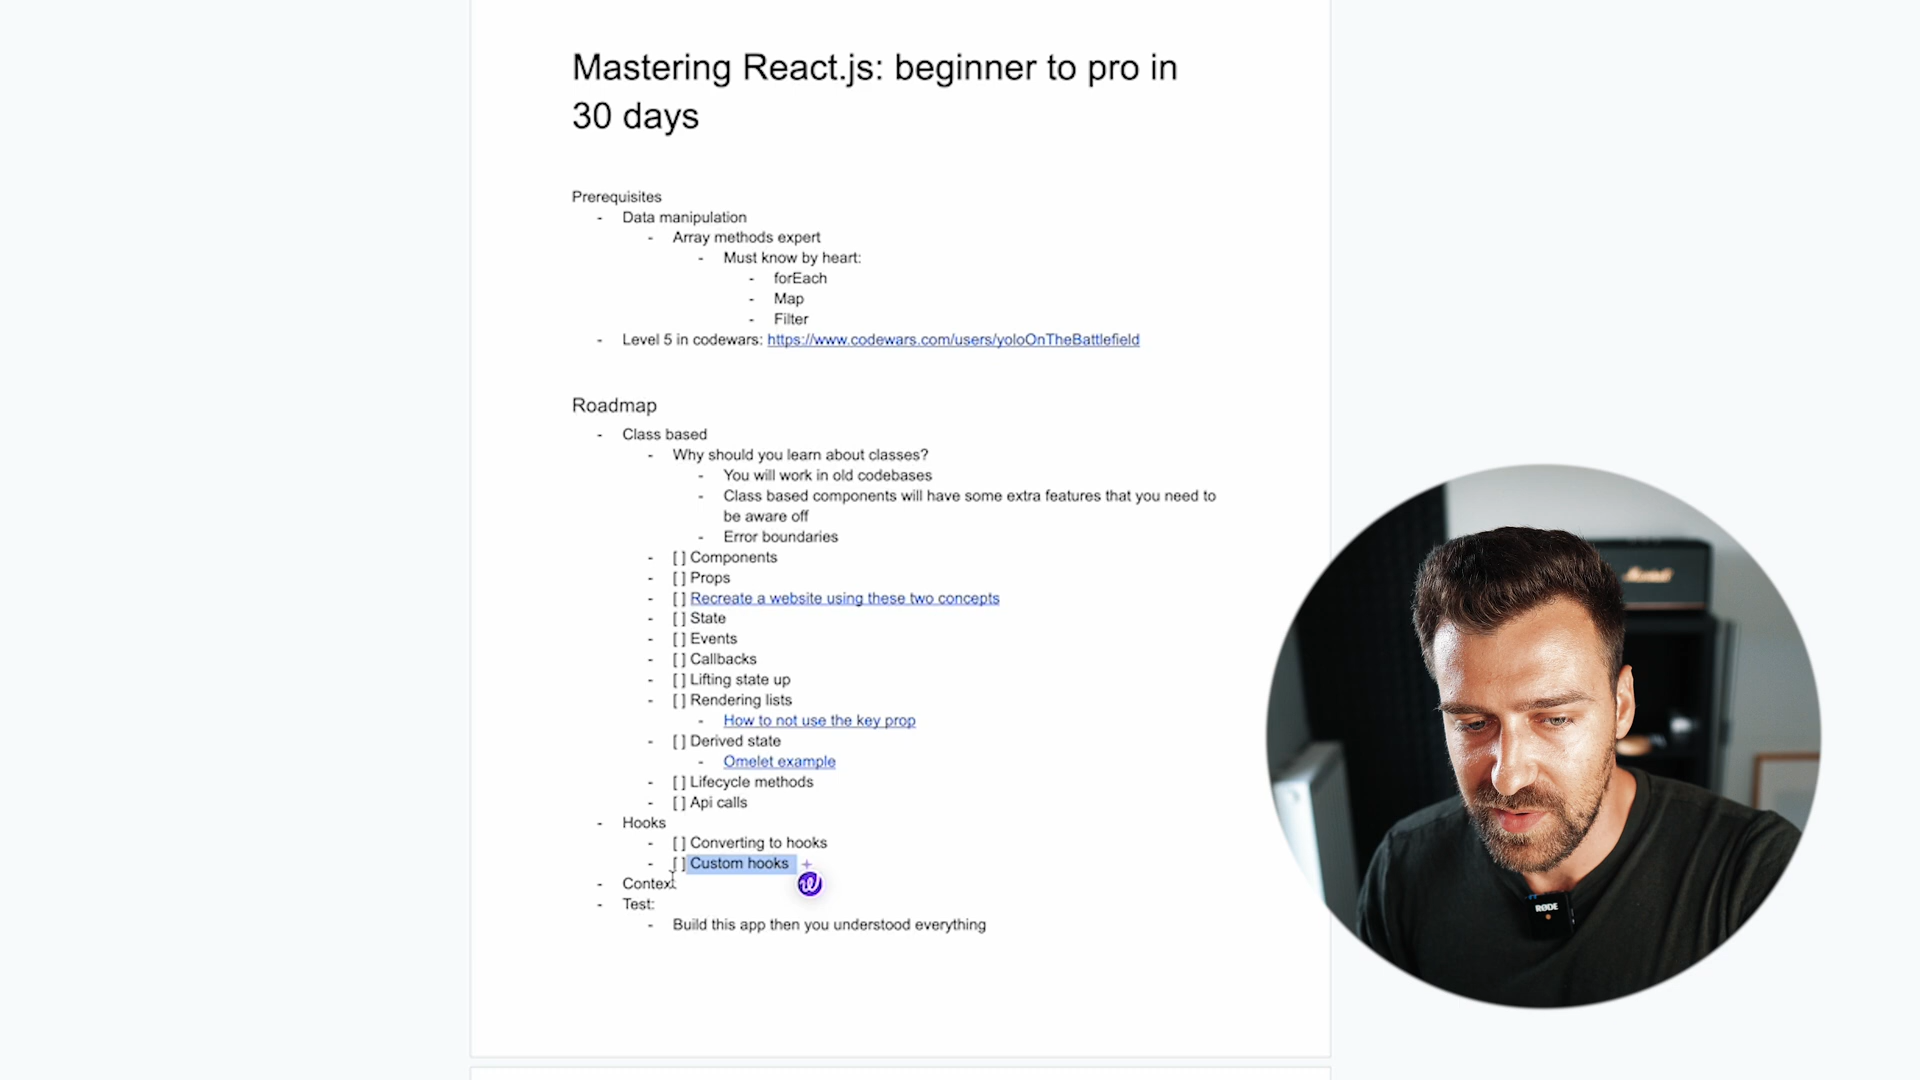 Mastering React.js: beginner to pro in
30 days
Prerequisites
- Data manipulation
- Array methods expert
- Must know by heart:
- forEach
- Map
- Filter
- Level 5 in codewars: https://www.codewars.com/users/yoloOnTheBattlefield
Roadmap
- Class based
- Why should you learn about classes?
- You will work in old codebases
- Class based components will have some extra features that you need to
be aware off
- Error boundaries
- [ ] Components
- [ ] Props
- [ ] Recreate a website using these two concepts
- [ ] State
- [ ] Events
- [ ] Callbacks
- [ ] Lifting state up
- [ ] Rendering lists
- How to not use the key prop
- [ ] Derived state
- Omelet example
- [ ] Lifecycle methods
- [ ] Api calls
- Hooks
- [ ] Converting to hooks
- [ ] Custom hooks
- Context
- Test:
- Build this app then you understood everything
Marshall
RØDE